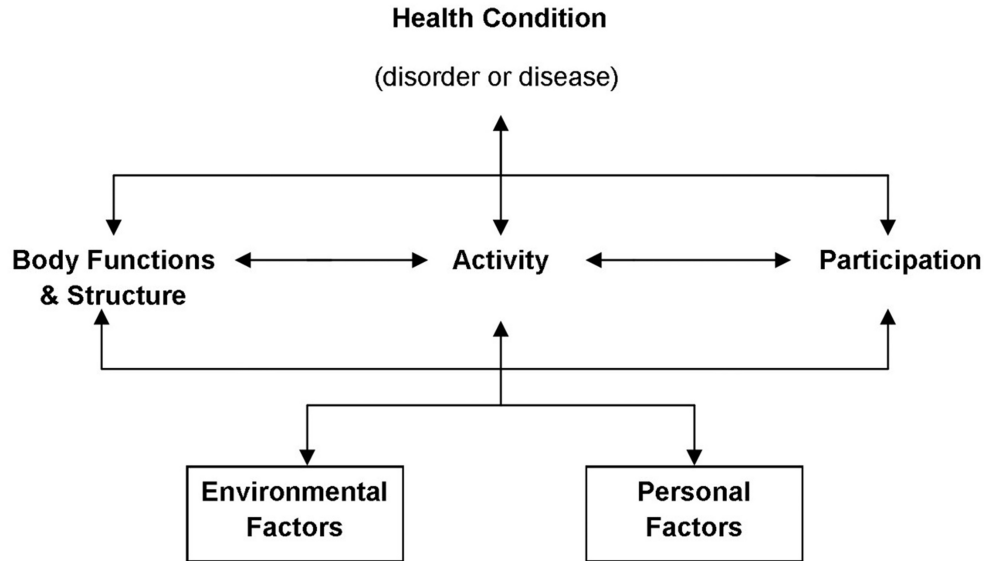 Health Condition
(disorder or disease)
Body Functions
& Structure
Activity
Participation
Environmental
Factors
Personal
Factors